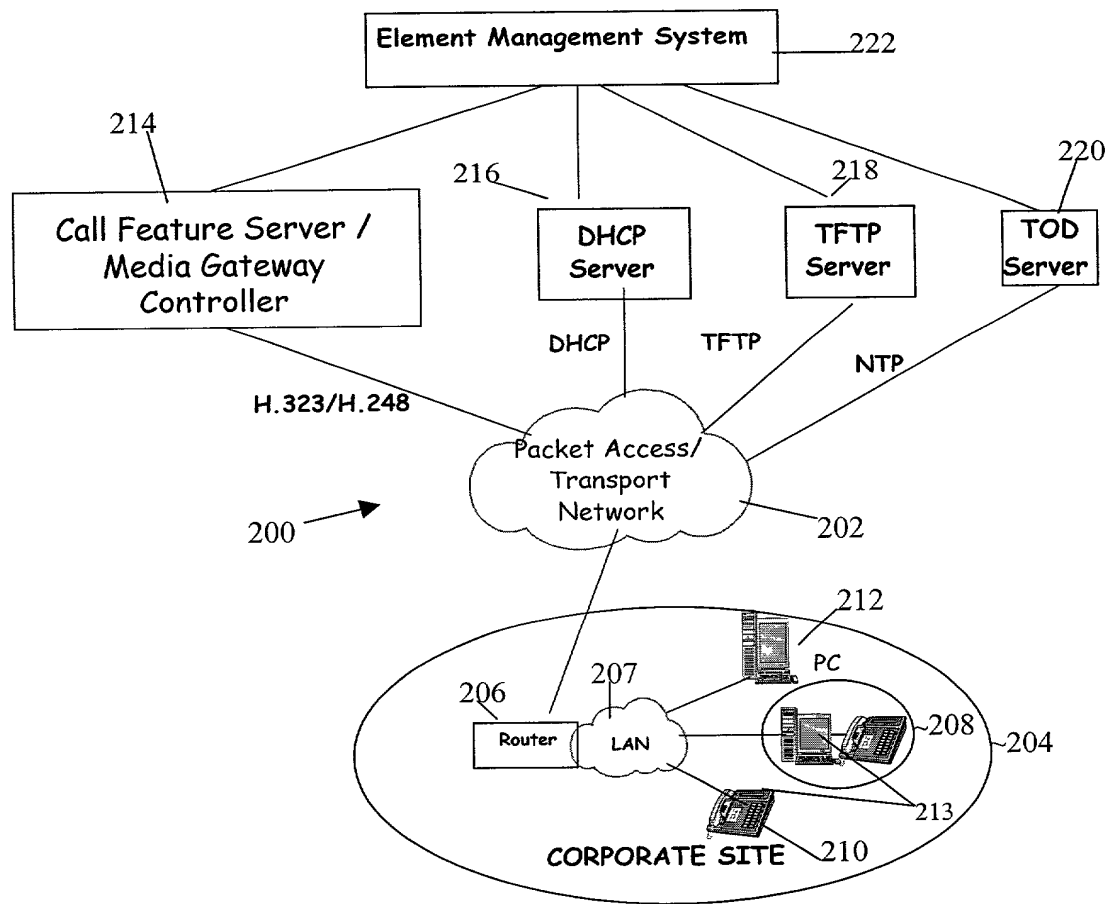 Element Management System
222
214
216
218
220
Call Feature Server /
Media Gateway
Controller
DHCP
Server
TFTP
Server
TOD
Server
DHCP
TFTP
NTP
H.323/H.248
Packet Access/
Transport
Network
200
202
212
PC
207
206
Router
LAN
208
204
213
210
CORPORATE SITE